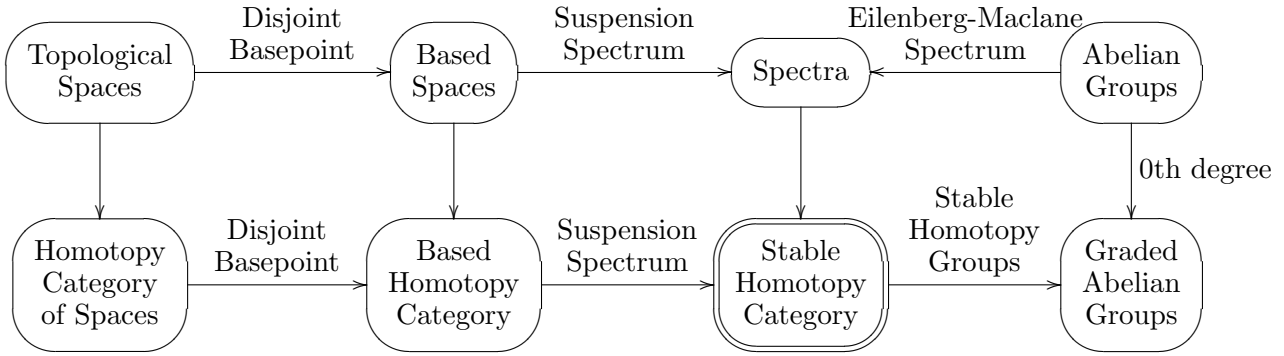 Disjoint
Basepoint
Suspension
Spectrum
Eilenberg-Maclane
Spectrum
Topological
Spaces
Based
Spaces
Spectra
Abelian
Groups
0th degree
Disjoint
Basepoint
Suspension
Spectrum
Stable
Homotopy
Groups
Homotopy
Category
of Spaces
Based
Homotopy
Category
Stable
Homotopy
Category
Graded
Abelian
Groups